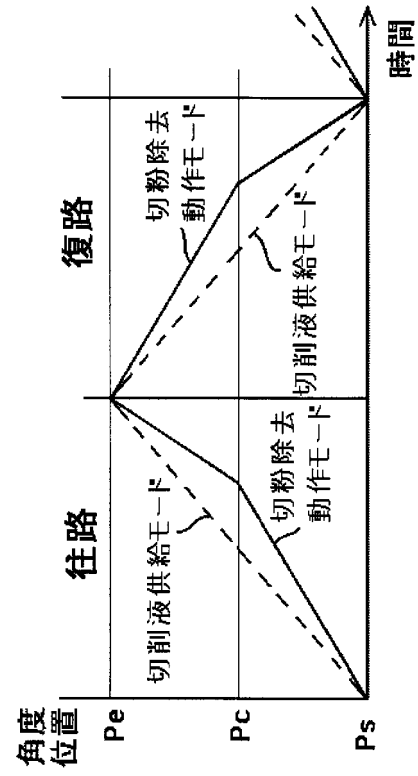 角度
位置
往路
復路
Pe
切削液供給モード
切粉除去
動作モード
Pc
切粉除去
動作モード
切削液供給モード
Ps
時間